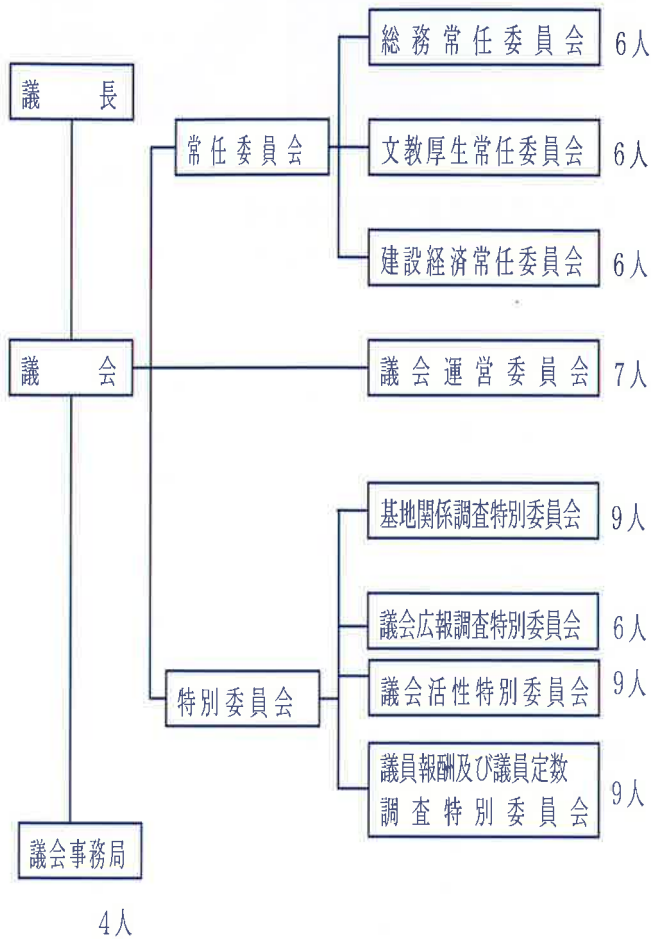 議長
議会
議会事務局
4人
常任委員会
総務常任委員会 6人
文教厚生常任委員会 6人
建設経済常任委員会 6人
議会運営委員会 7人
特別委員会
基地関係調査特別委員会 9人
議会広報調査特別委員会 6人
議会活性特別委員会 9人
議員報酬及び議員定数
調査特別委員会 9人